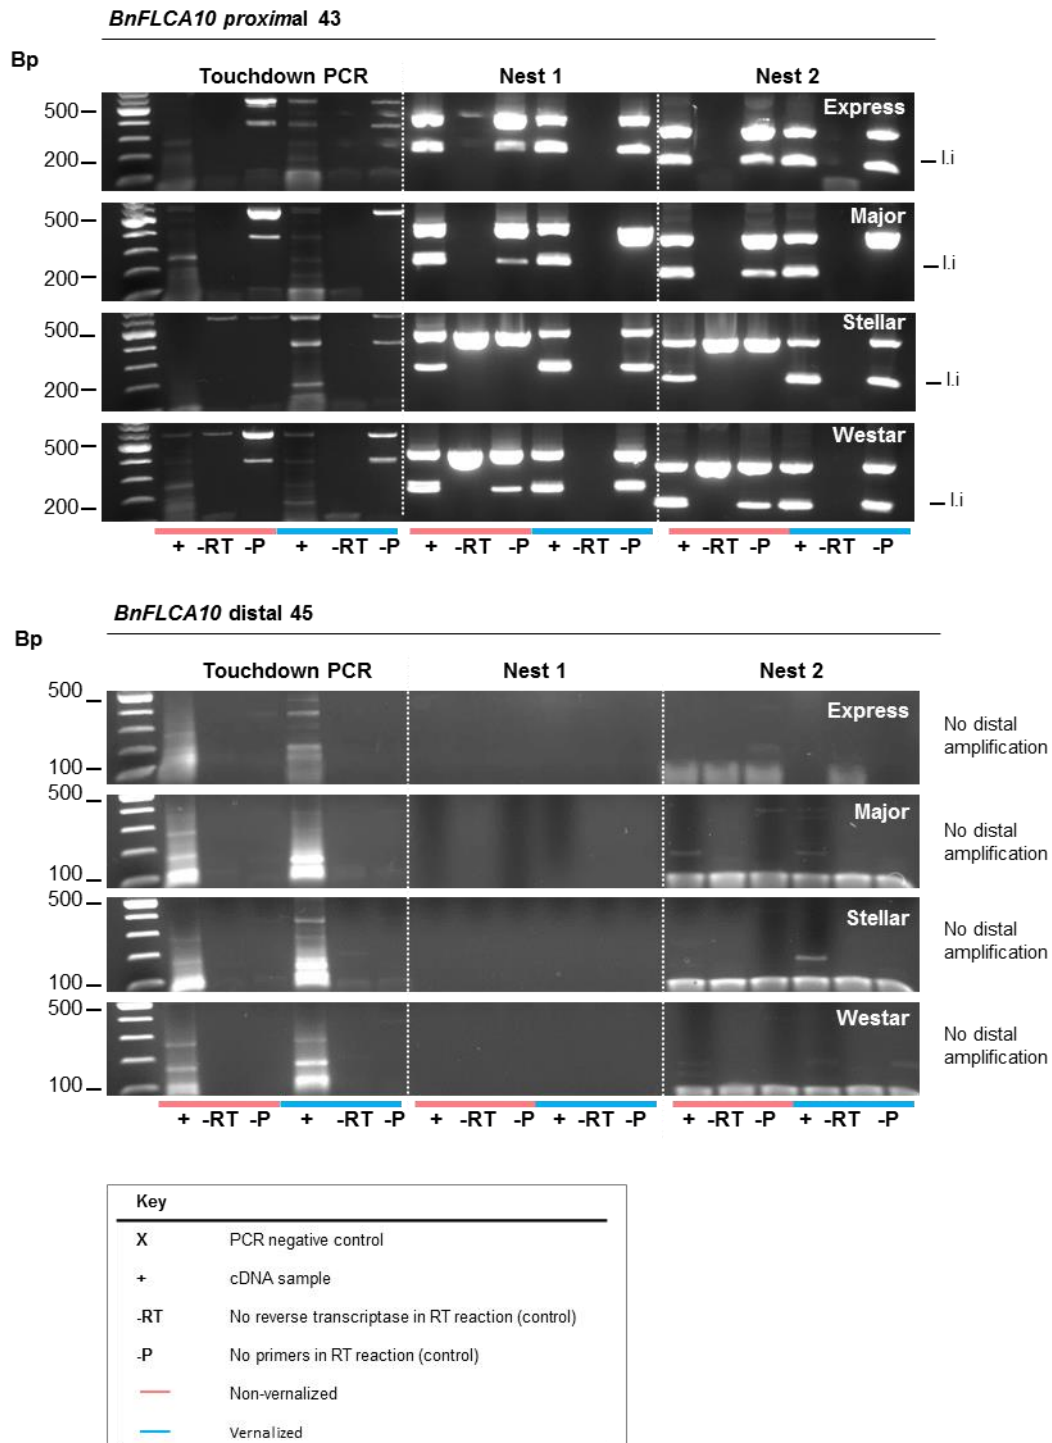 BnFLCA10 proximal 43
Bp
Touchdown PCR Nest 1 Nest 2
500 Express
200 l.i
500 Major
200 l.i
500 Stellar
200 l.i
500 Westar
200 l.i
+ -RT -P + -RT -P + -RT -P + -RT -P + -RT -P + -RT -P
BnFLCA10 distal 45
Bp
Touchdown PCR Nest 1 Nest 2
500 Express
No distal
amplification
100
500 Major
No distal
amplification
100
500 Stellar
No distal
amplification
100
500 Westar
No distal
amplification
100
+ -RT -P + -RT -P + -RT -P + -RT -P + -RT -P + -RT -P
Key
X PCR negative control
+ cDNA sample
-RT No reverse transcriptase in RT reaction (control)
-P No primers in RT reaction (control)
Non-vernalized
Vernalized